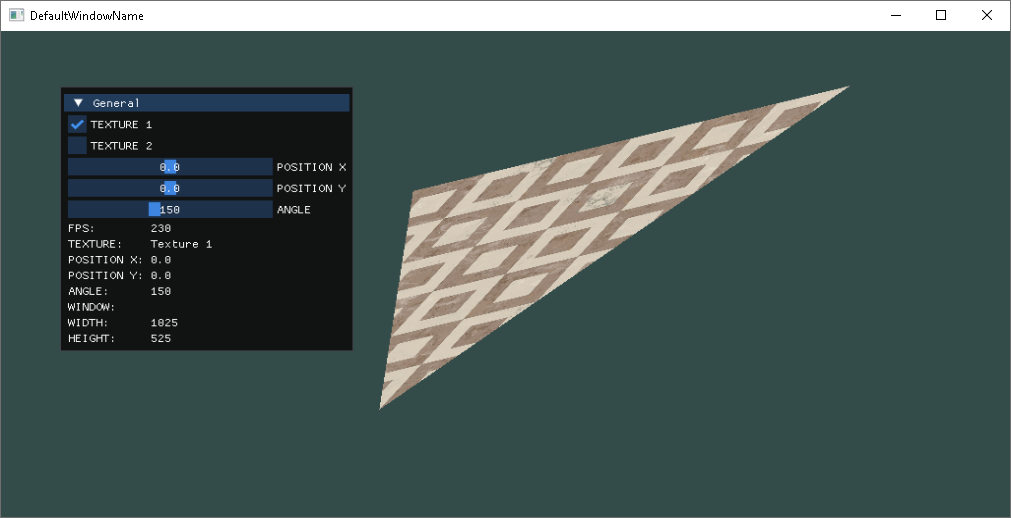 DefaultWindowName
General
TEXTURE 1
TEXTURE 2
0.0 POSITION X
0.0 POSITION Y
150 ANGLE
FPS: 230
TEXTURE: Texture 1
POSITION X: 0.0
POSITION Y: 0.0
ANGLE: 150
WINDOW:
WIDTH: 1025
HEIGHT: 525